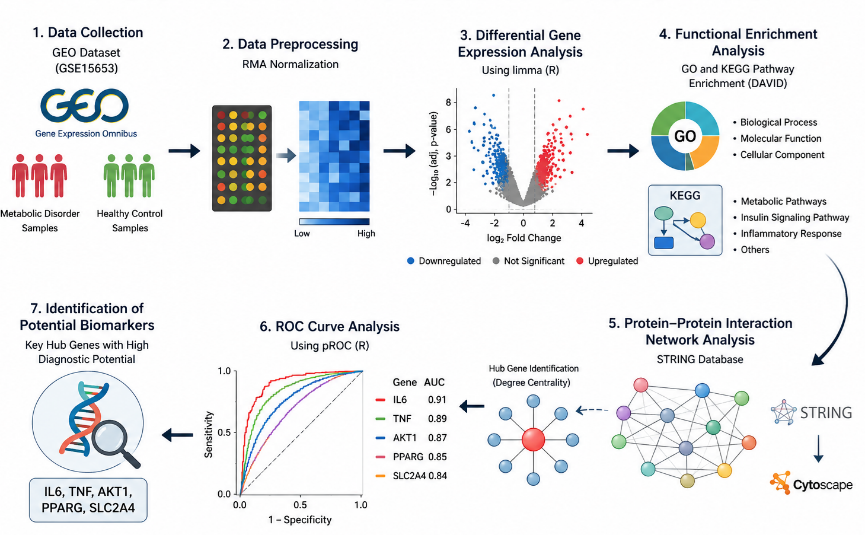 1. Data Collection
GEO Dataset
(GSE15653)
GEO
Gene Expression Omnibus
Metabolic Disorder
Samples
Healthy Control
Samples
2. Data Preprocessing
RMA Normalization
Low
High
3. Differential Gene
Expression Analysis
Using limma (R)
−Log₁₀ (adj. p-value)
8
6
3
4
2
2
0
-4
-2
0
2
4
log₂ Fold Change
Downregulated
Not Significant
Upregulated
4. Functional Enrichment
Analysis
GO and KEGG Pathway
Enrichment (DAVID)
GO
• Biological Process
• Molecular Function
• Cellular Component
KEGG
• Metabolic Pathways
• Insulin Signaling Pathway
• Inflammatory Response
• Others
5. Protein–Protein Interaction
Network Analysis
STRING Database
STRING
Cytoscape
Hub Gene Identification
(Degree Centrality)
6. ROC Curve Analysis
Using pROC (R)
Sensitivity
1.0
0.5
0.0
0.0
0.5
1.0
1 – Specificity
Gene AUC
IL6 0.91
TNF 0.89
AKT1 0.87
PPARG 0.85
SLC2A4 0.84
7. Identification of
Potential Biomarkers
Key Hub Genes with High
Diagnostic Potential
IL6, TNF, AKT1,
PPARG, SLC2A4